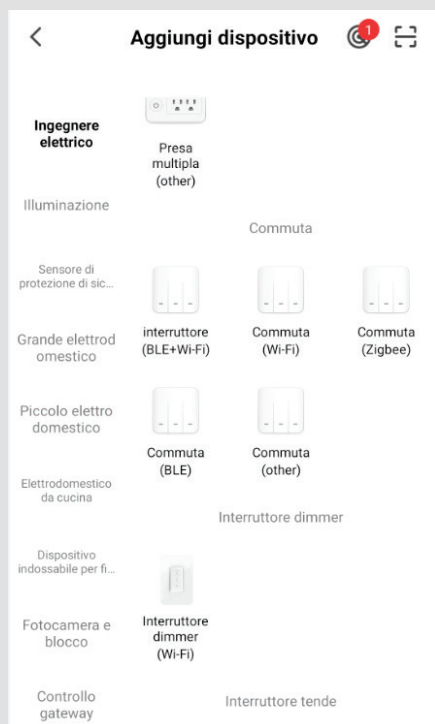 Aggiungi dispositivo
1
Ingegnere
elettrico
Illuminazione
Sensore di
protezione di sic...
Grande elettrod
omestico
Piccolo elettro
domestico
Elettrodomestico
da cucina
Dispositivo
indossabile per fi...
Fotocamera e
blocco
Controllo
gateway
Presa
multipla
(other)
Commuta
interruttore
(BLE+Wi-Fi)
Commuta
(Wi-Fi)
Commuta
(Zigbee)
Commuta
(BLE)
Commuta
(other)
Interruttore dimmer
Interruttore
dimmer
(Wi-Fi)
Interruttore tende